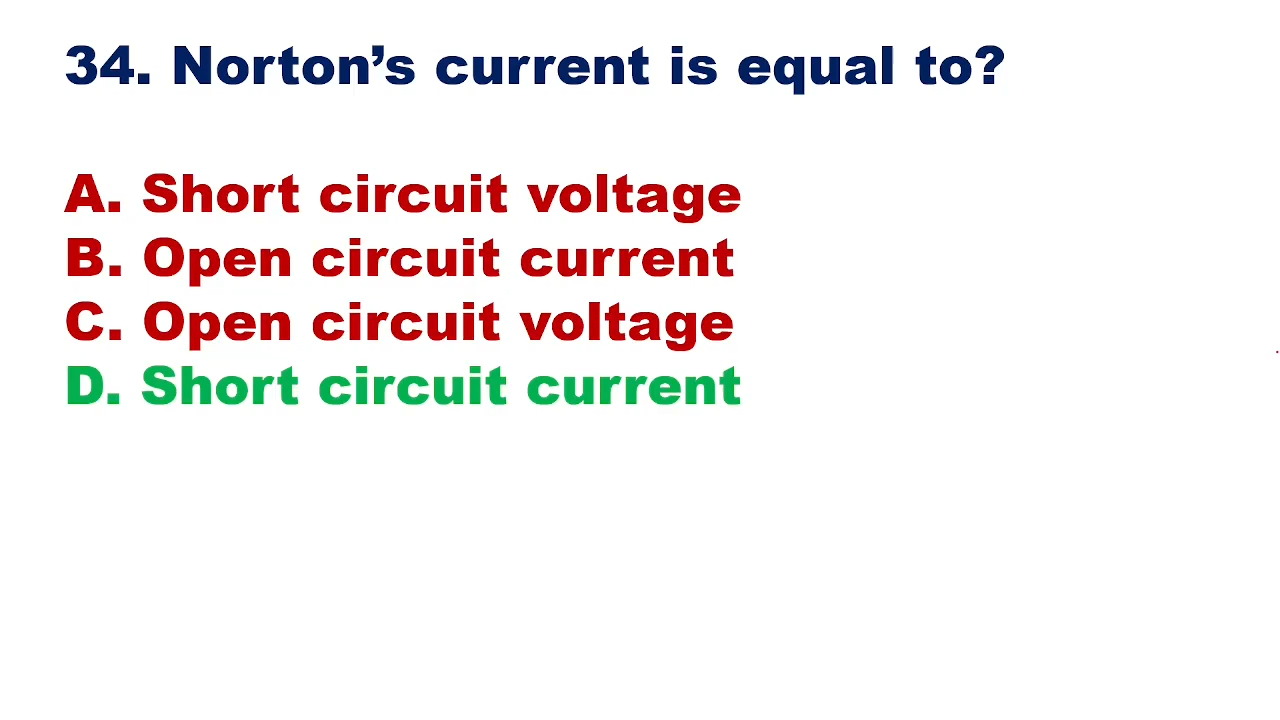 34. Norton’s current is equal to?
A. Short circuit voltage
B. Open circuit current
C. Open circuit voltage
D. Short circuit current